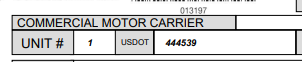 013197
COMMERCIAL MOTOR CARRIER
UNIT # 1 USDOT 444539